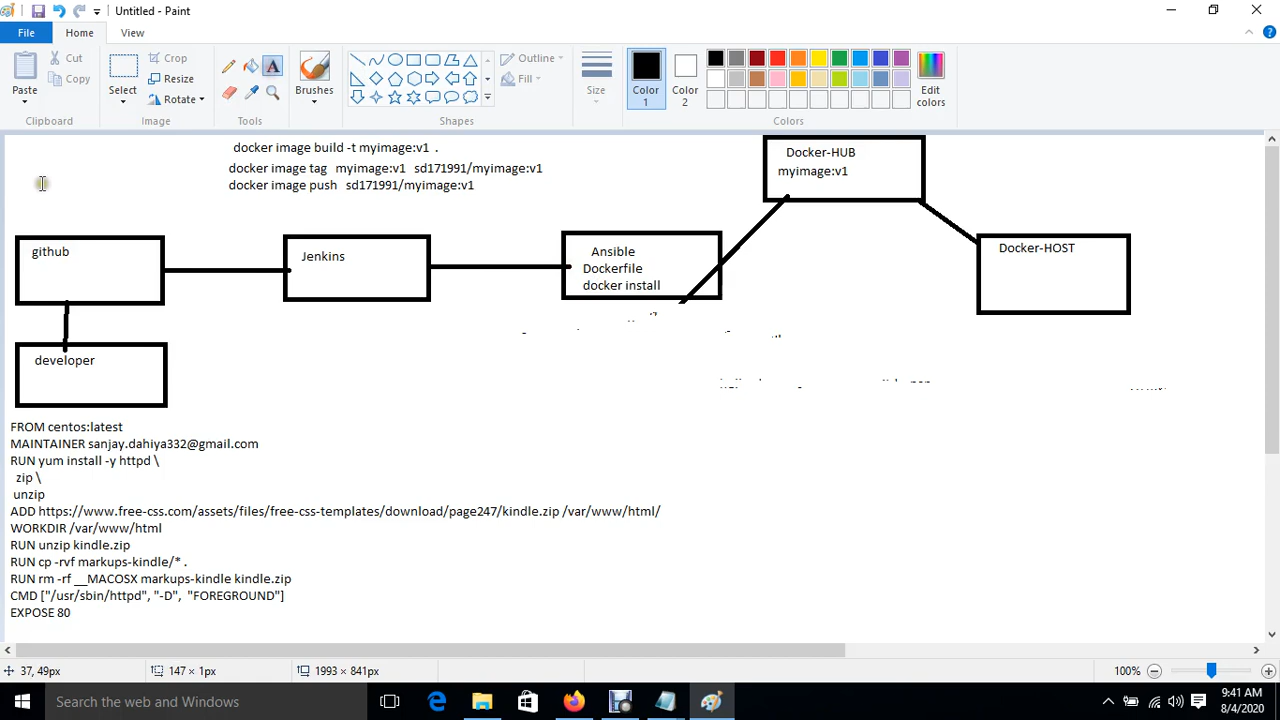 Untitled - Paint
File
Home
View
Paste
Cut
Copy
Clipboard
Select
Crop
Resize
Rotate
Image
Tools
Brushes
Shapes
Outline
Fill
Size
Color 1
Color 2
Edit colors
Colors
docker image build -t myimage:v1 .
docker image tag myimage:v1 sd171991/myimage:v1
docker image push sd171991/myimage:v1
Docker-HUB
myimage:v1
github
Jenkins
Ansible
Dockerfile
docker install
Docker-HOST
developer
FROM centos:latest
MAINTAINER sanjay.dahiya332@gmail.com
RUN yum install -y httpd \
zip \
unzip
ADD https://www.free-css.com/assets/files/free-css-templates/download/page247/kindle.zip /var/www/html/
WORKDIR /var/www/html
RUN unzip kindle.zip
RUN cp -rvf markups-kindle/* .
RUN rm -rf __MACOSX markups-kindle kindle.zip
CMD ["/usr/sbin/httpd", "-D", "FOREGROUND"]
EXPOSE 80
37, 49px
147 × 1px
1993 × 841px
100%
Search the web and Windows
9:41 AM
8/4/2020